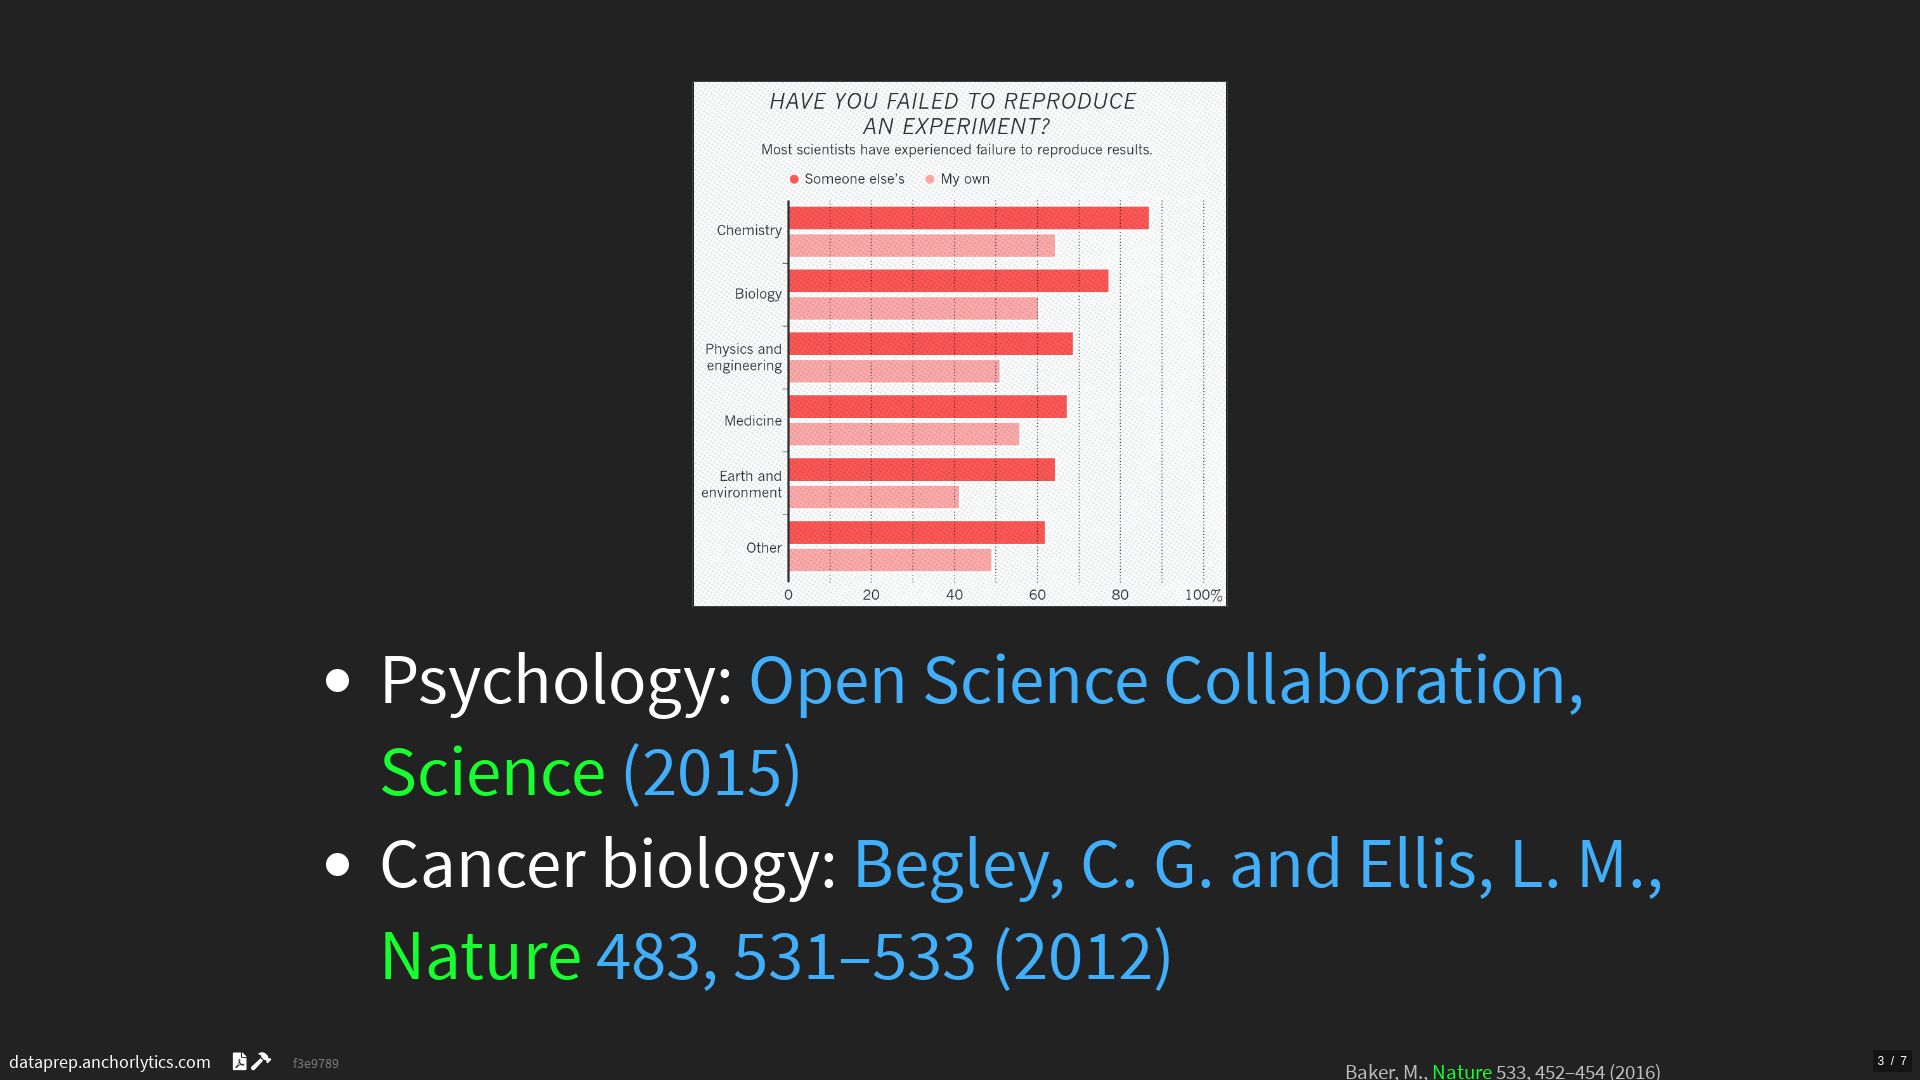 HAVE YOU FAILED TO REPRODUCE
AN EXPERIMENT?
Most scientists have experienced failure to reproduce results.
Someone else's My own
Chemistry
Biology
Physics and
engineering
Medicine
Earth and
environment
Other
0 20 40 60 80 100%
• Psychology: Open Science Collaboration,
Science (2015)
• Cancer biology: Begley, C. G. and Ellis, L. M.,
Nature 483, 531–533 (2012)
dataprep.anchorlytics.com f3e9789
Baker, M., Nature 533, 452–454 (2016)
3 / 7